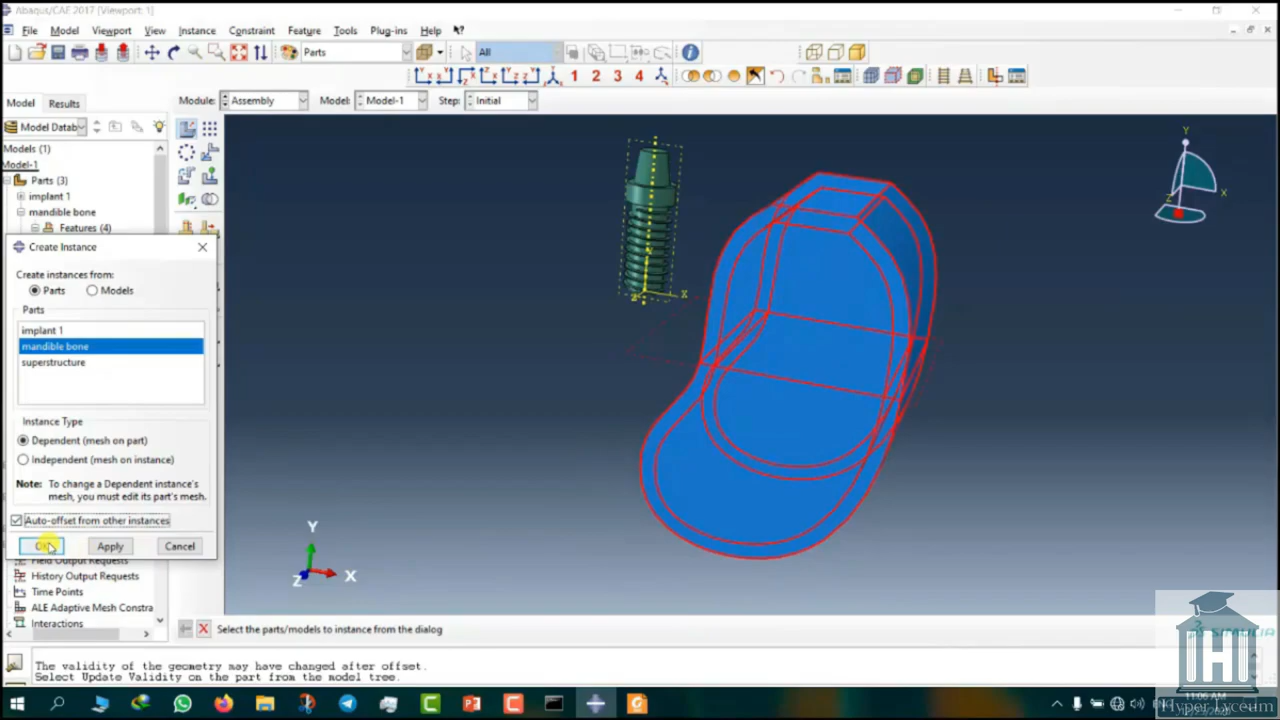 Abaqus/CAE 2017 [Viewport: 1]
File Model Viewport View Instance Constraint Feature Tools Plug-ins Help
Parts All
1 2 3 4
Model Results Module: Assembly Model: Model-1 Step: Initial
Model Datab
Models (1)
Model-1
Parts (3)
implant 1
mandible bone
Features (4)
Create Instance
Create instances from:
Parts Models
Parts
implant 1
mandible bone
superstructure
Instance Type
Dependent (mesh on part)
Independent (mesh on instance)
Note: To change a Dependent instance's
mesh, you must edit its part's mesh.
Auto-offset from other instances
Apply Cancel
Field Output Requests
History Output Requests
Time Points
ALE Adaptive Mesh Constra
Interactions
X
Y
X
Z
Y
X
Z
Select the parts/models to instance from the dialog
The validity of the geometry may have changed after offset.
Select Update Validity on the part from the model tree.
11:06 AM
Hyper Lyceum